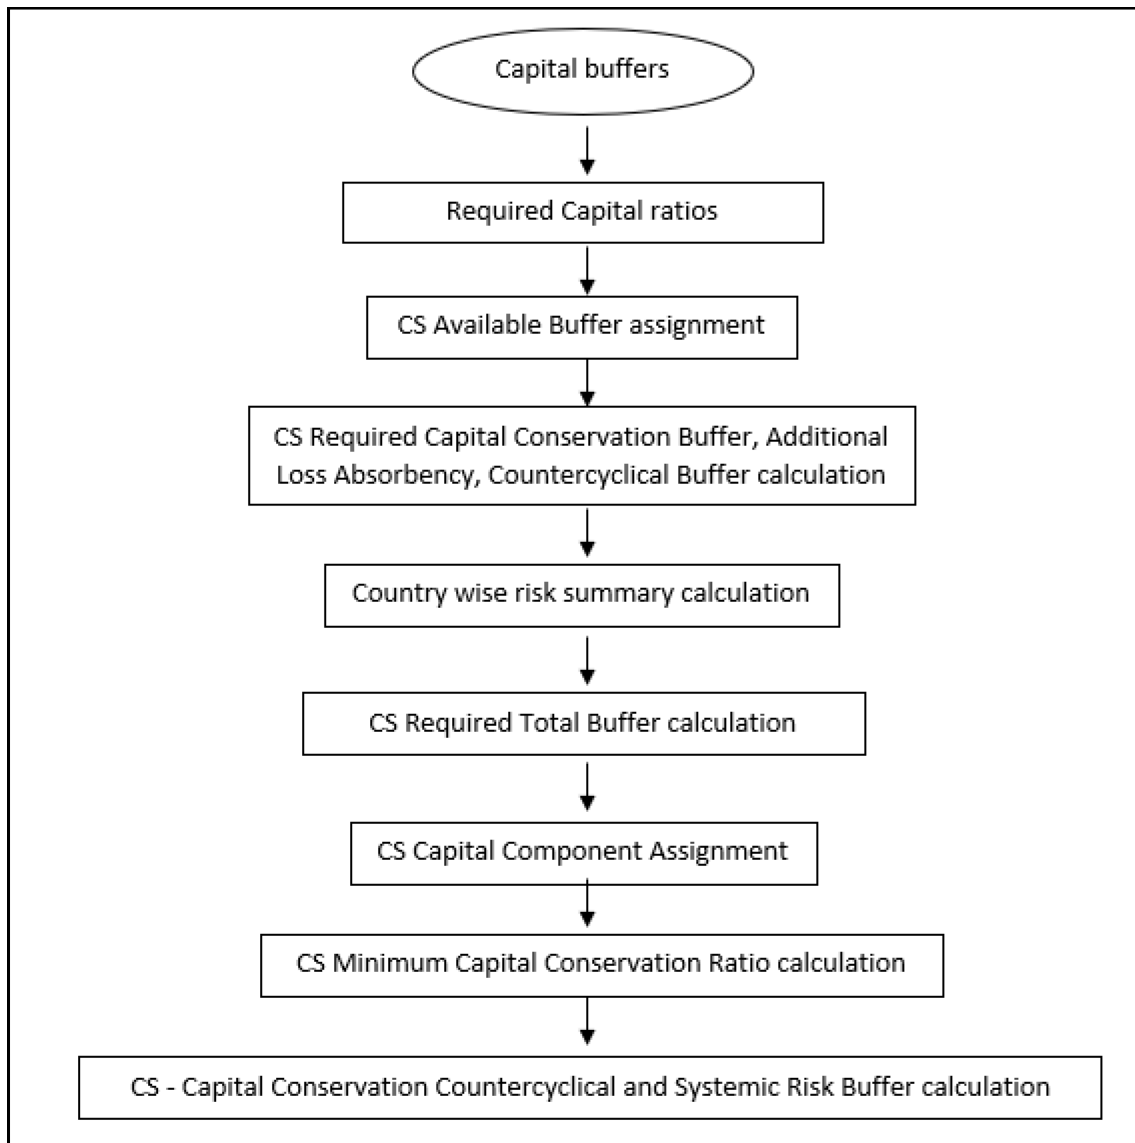 Capital buffers
Required Capital ratios
CS Available Buffer assignment
CS Required Capital Conservation Buffer, Additional
Loss Absorbency, Countercyclical Buffer calculation
Country wise risk summary calculation
CS Required Total Buffer calculation
CS Capital Component Assignment
CS Minimum Capital Conservation Ratio calculation
CS - Capital Conservation Countercyclical and Systemic Risk Buffer calculation